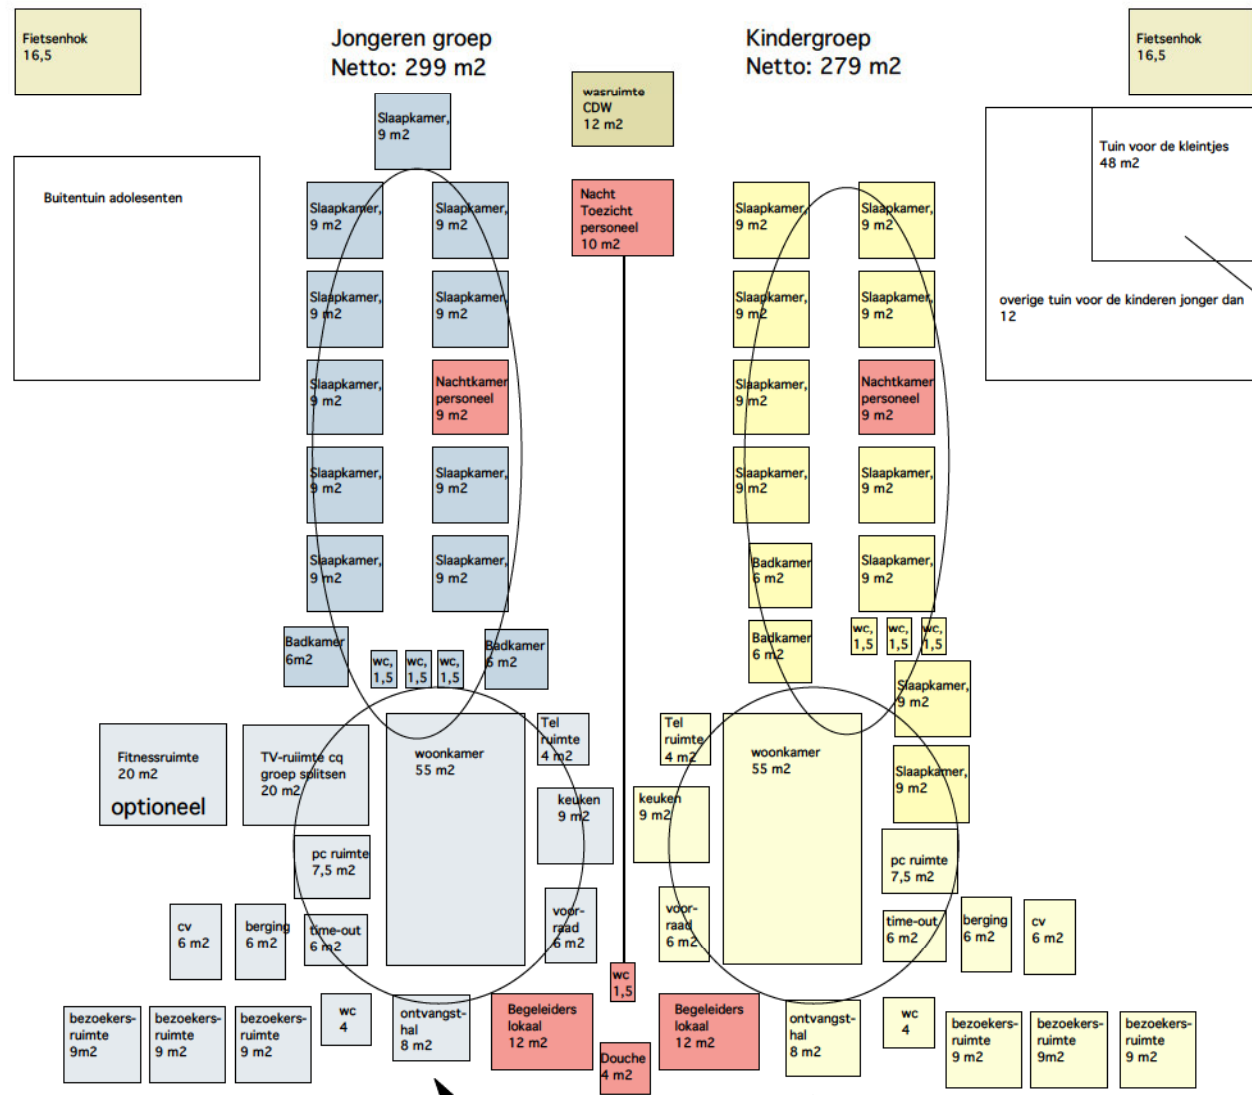 Fietsenhok
16,5
Jongeren groep
Netto: 299 m2
Kindergroep
Netto: 279 m2
Fietsenhok
16,5
wasruimte
CDW
12 m2
Slaapkamer,
9 m2
Tuin voor de kleintjes
48 m2
Buitentuin adolesenten
Nacht
Toezicht
personeel
10 m2
Slaapkamer,
9 m2
Slaapkamer,
9 m2
Slaapkamer,
9 m2
Slaapkamer,
9 m2
overige tuin voor de kinderen jonger dan
12
Slaapkamer,
9 m2
Slaapkamer,
9 m2
Slaapkamer,
9 m2
Slaapkamer,
9 m2
Slaapkamer,
9 m2
Nachtkamer
personeel
9 m2
Slaapkamer,
9 m2
Nachtkamer
personeel
9 m2
Slaapkamer,
9 m2
Slaapkamer,
9 m2
Slaapkamer,
9 m2
Slaapkamer,
9 m2
Slaapkamer,
9 m2
Slaapkamer,
9 m2
Badkamer
6 m2
Slaapkamer,
9 m2
Badkamer
6m2
wc,
1,5
wc,
1,5
wc,
1,5
Badkamer
6 m2
Badkamer
6 m2
wc,
1,5
wc,
1,5
wc,
1,5
Slaapkamer,
9 m2
Fitnessruimte
20 m2
optioneel
TV-ruiimte cq
groep splitsen
20 m2
woonkamer
55 m2
Tel
ruimte
4 m2
Tel
ruimte
4 m2
woonkamer
55 m2
Slaapkamer,
9 m2
keuken
9 m2
keuken
9 m2
pc ruimte
7,5 m2
pc ruimte
7,5 m2
cv
6 m2
berging
6 m2
time-out
6 m2
voor-
raad
6 m2
voor-
raad
6 m2
time-out
6 m2
berging
6 m2
cv
6 m2
wc
1,5
bezoekers-
ruimte
9m2
bezoekers-
ruimte
9 m2
bezoekers-
ruimte
9 m2
wc
4
ontvangst-
hal
8 m2
Begeleiders
lokaal
12 m2
Douche
4 m2
Begeleiders
lokaal
12 m2
ontvangst-
hal
8 m2
wc
4
bezoekers-
ruimte
9 m2
bezoekers-
ruimte
9m2
bezoekers-
ruimte
9 m2